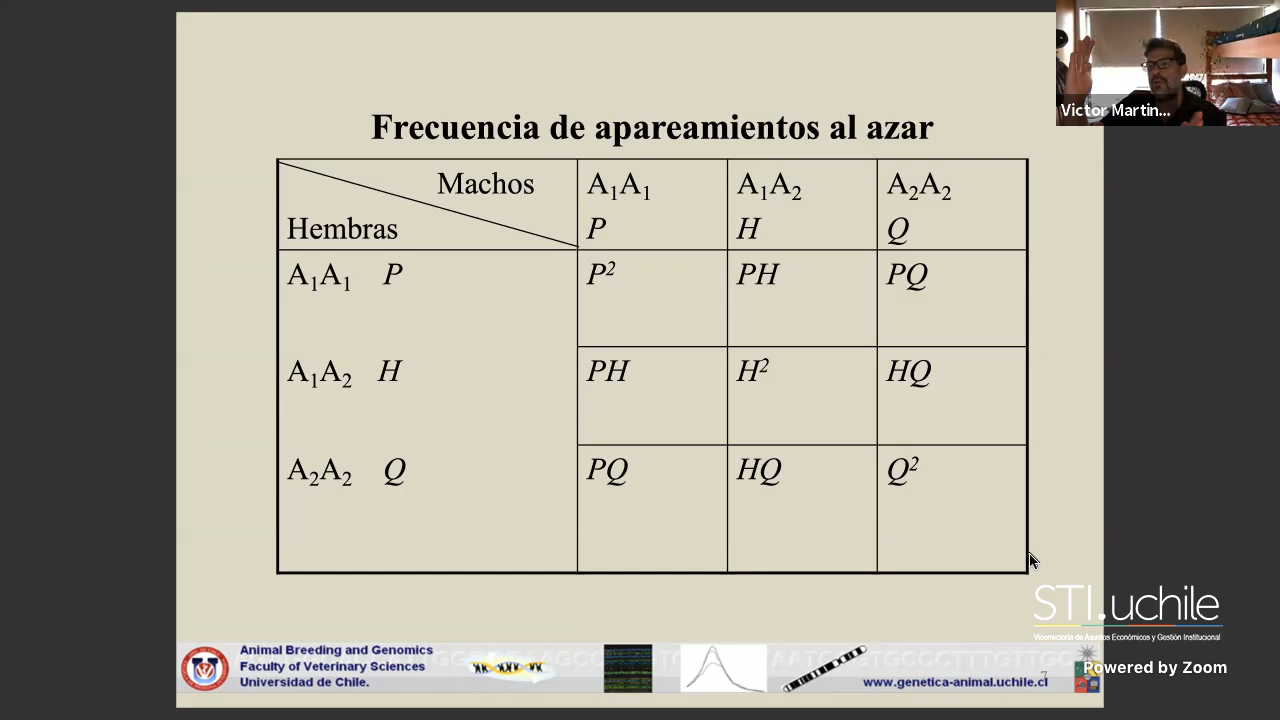 Victor Martin...
Frecuencia de apareamientos al azar
Machos
Hembras
A₁A₁
P
A₁A₂
H
A₂A₂
Q
A₁A₁ P
P²
PH
PQ
A₁A₂ H
PH
H²
HQ
A₂A₂ Q
PQ
HQ
Q²
STI.uchile
Vicerrectoría de Asuntos Económicos y Gestión Institucional
Powered by Zoom
Animal Breeding and Genomics
Faculty of Veterinary Sciences
Universidad de Chile.
www.genetica-animal.uchile.cl
7